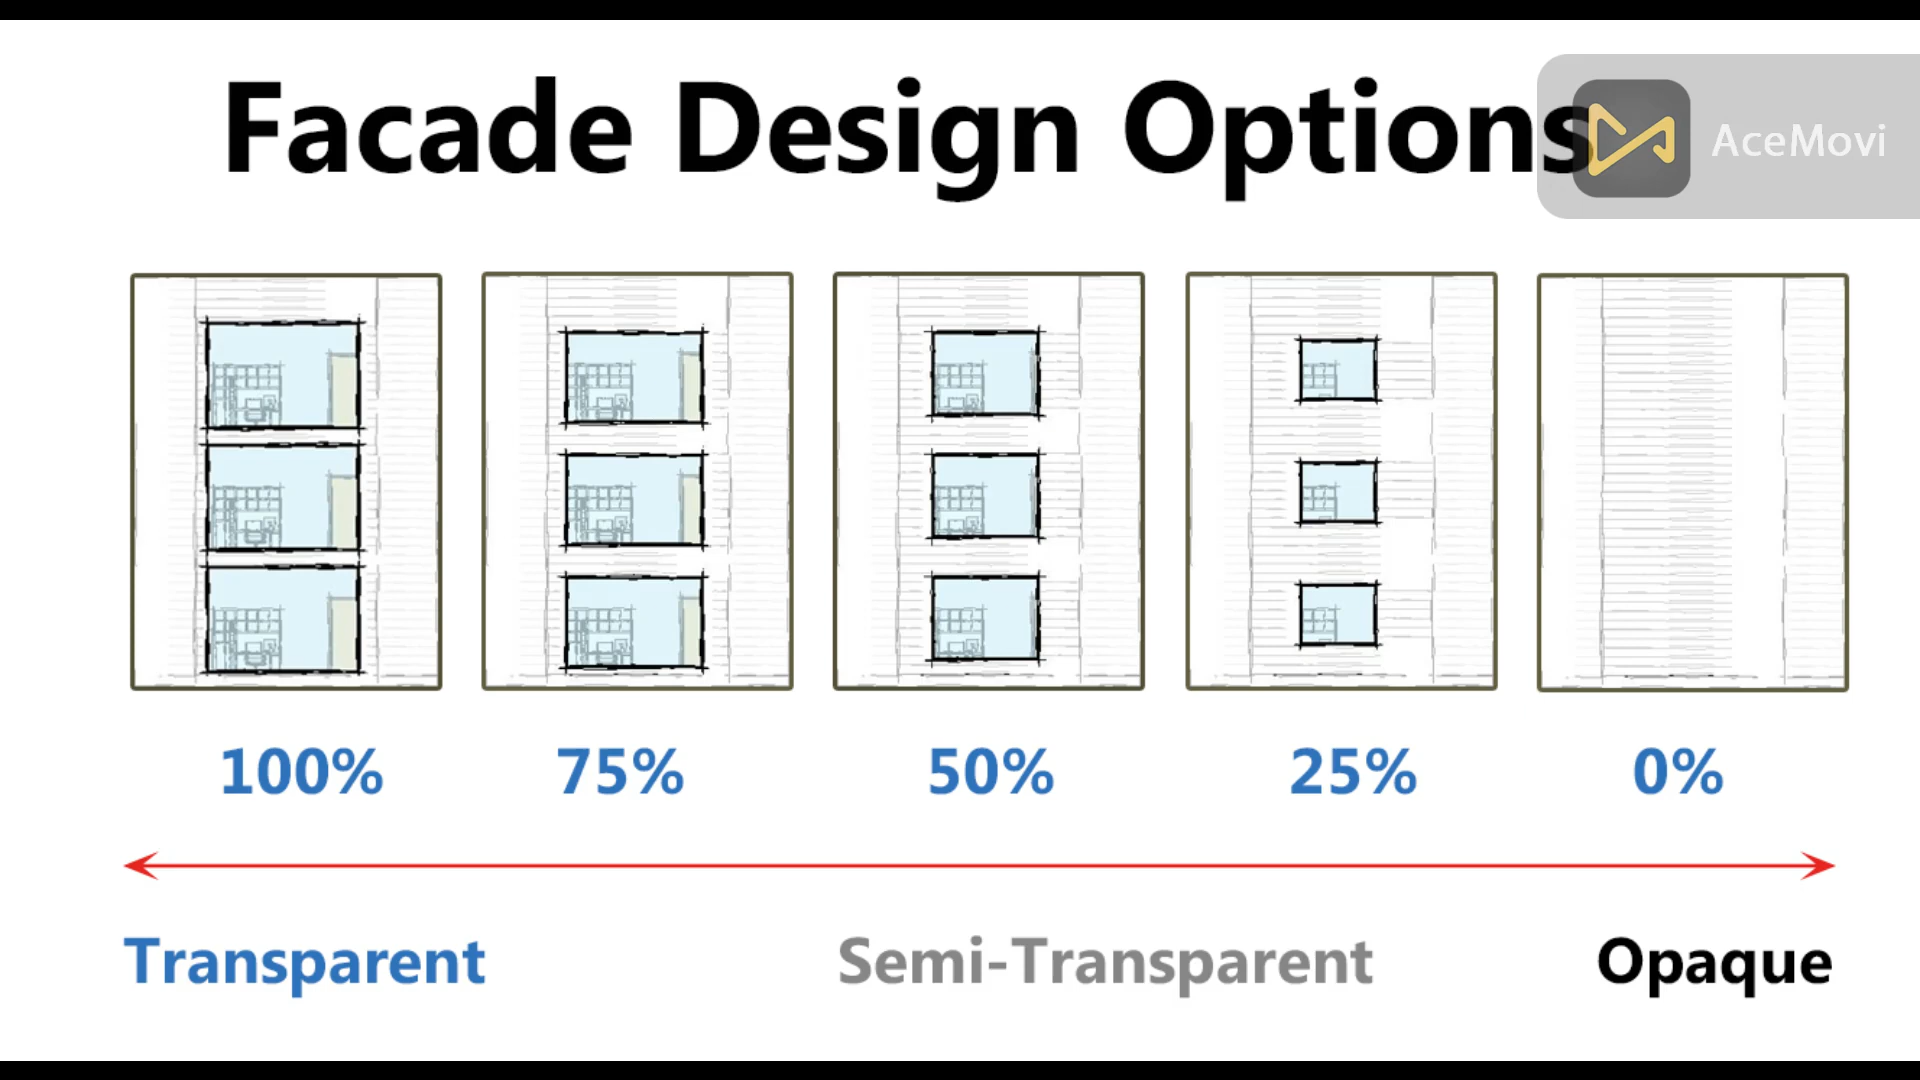 Facade Design Options
AceMovi
100%
75%
50%
25%
0%
Transparent
Semi-Transparent
Opaque